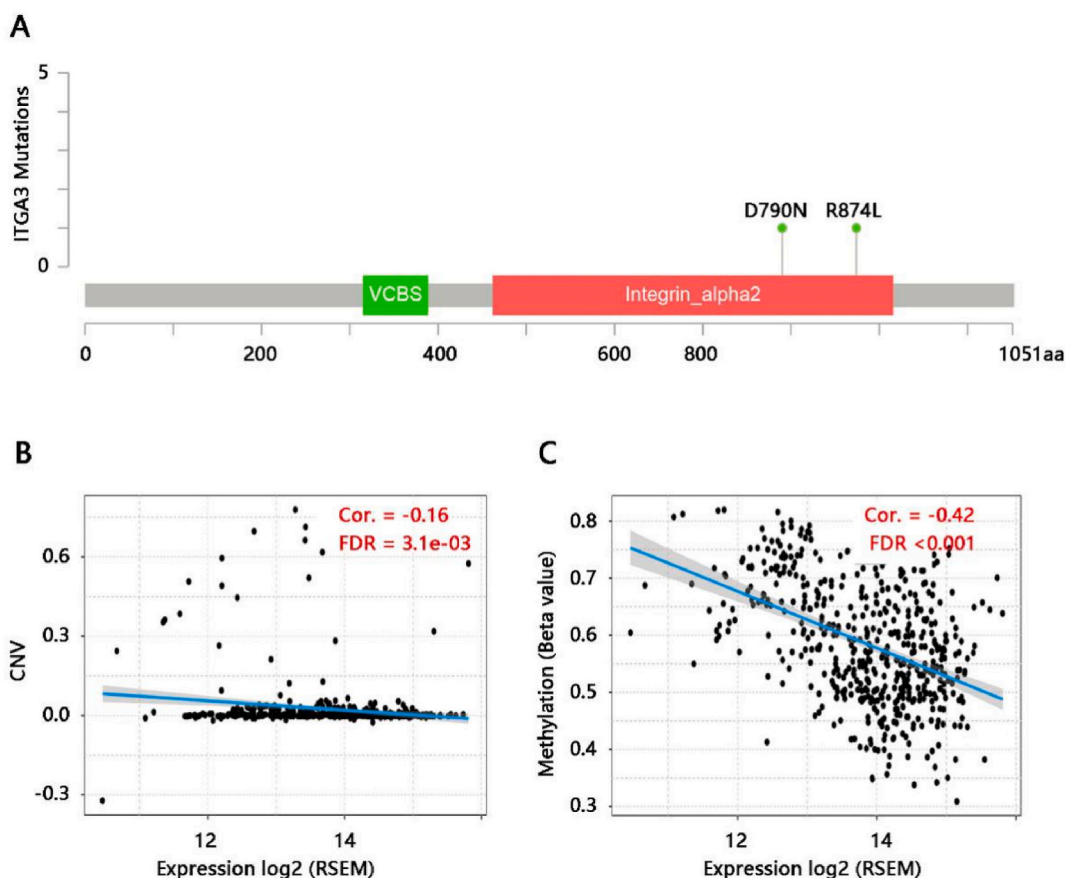 A
ITGA3 Mutations
5
0
D790N R874L
VCBS
Integrin_alpha2
0 200 400 600 800 1051aa
B
CNV
0.6
0.3
0.0
-0.3
Cor. = -0.16
FDR = 3.1e-03
12 14
Expression log2 (RSEM)
C
Methylation (Beta value)
0.8
0.7
0.6
0.5
0.4
0.3
Cor. = -0.42
FDR <0.001
12 14
Expression log2 (RSEM)